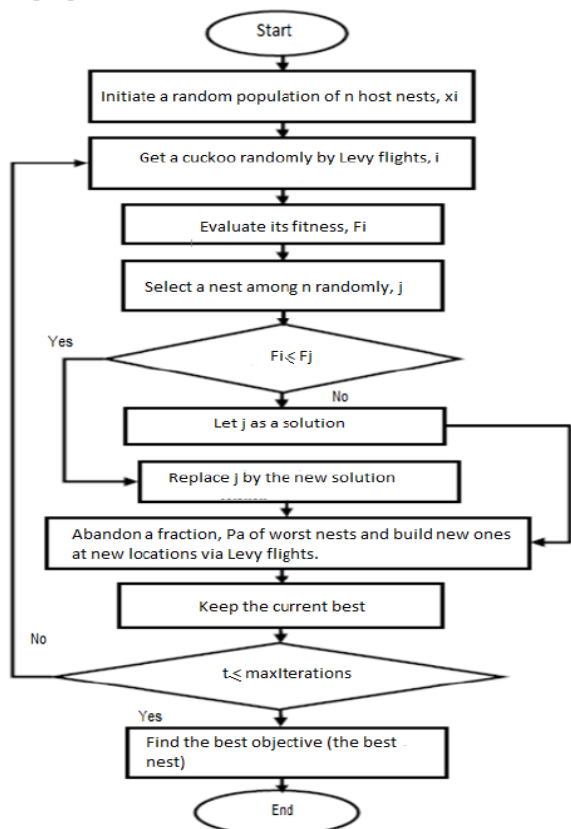 Start
Initiate a random population of n host nests, xi
Get a cuckoo randomly by Levy flights, i
Evaluate its fitness, Fi
Select a nest among n randomly, j
Yes
Fi⩽ Fj
No
Let j as a solution
Replace j by the new solution
Abandon a fraction, Pa of worst nests and build new ones
at new locations via Levy flights.
Keep the current best
No
t⩽ maxIterations
Yes
Find the best objective (the best
nest)
End